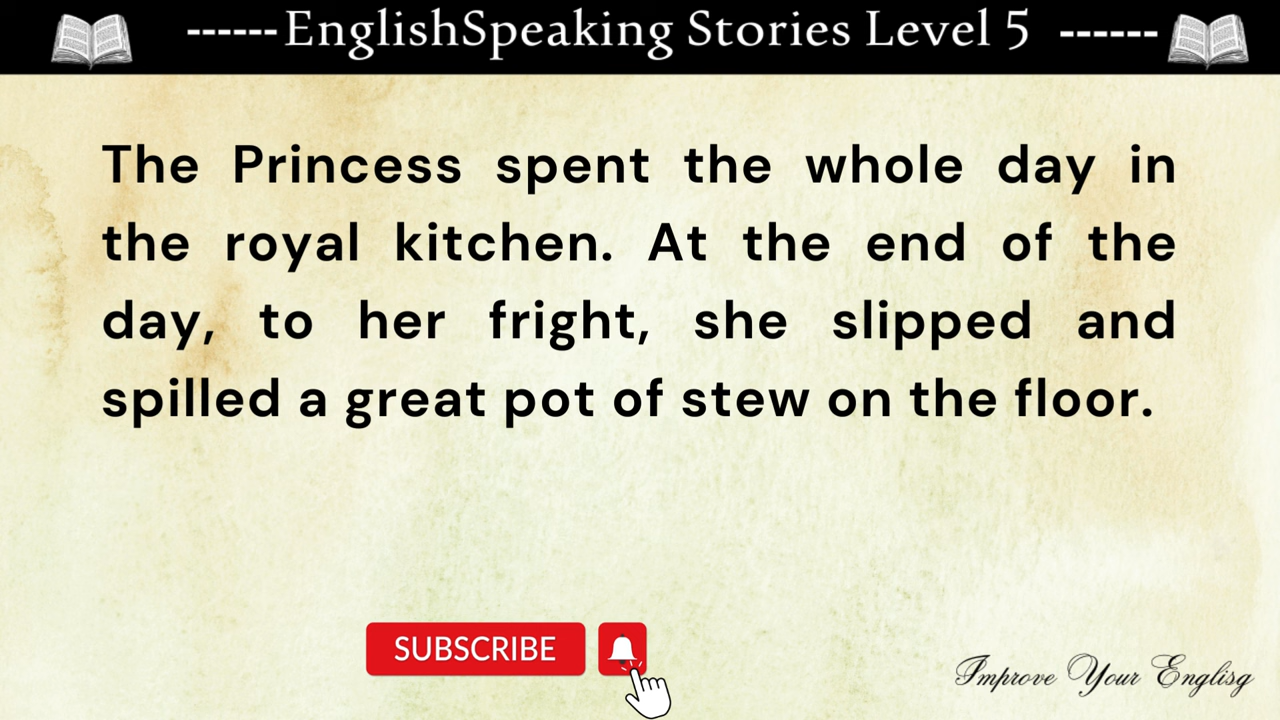 ------EnglishSpeaking Stories Level 5 ------
The Princess spent the whole day in
the royal kitchen. At the end of the
day, to her fright, she slipped and
spilled a great pot of stew on the floor.
SUBSCRIBE
Improve Your Englisg